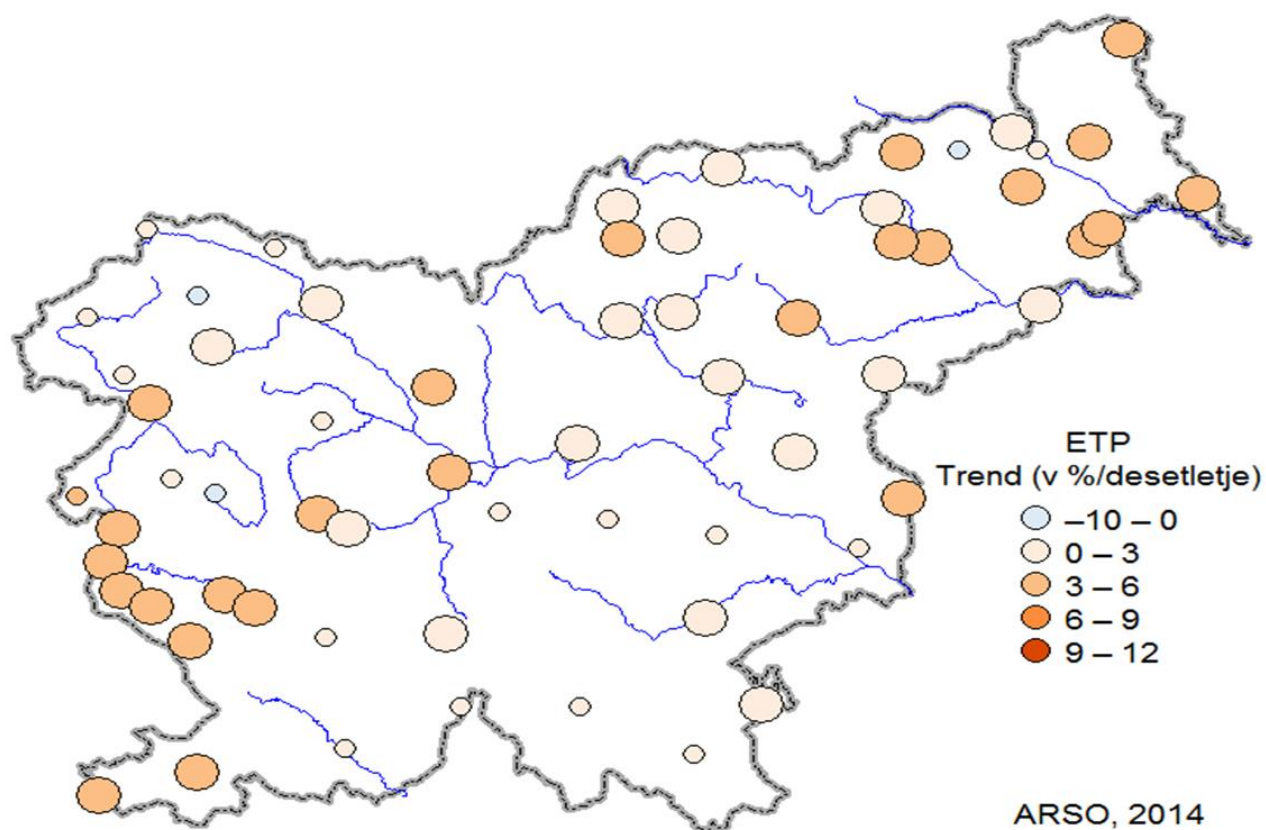 ETP
Trend (v %/desetletje)
–10 – 0
0 – 3
3 – 6
6 – 9
9 – 12
ARSO, 2014